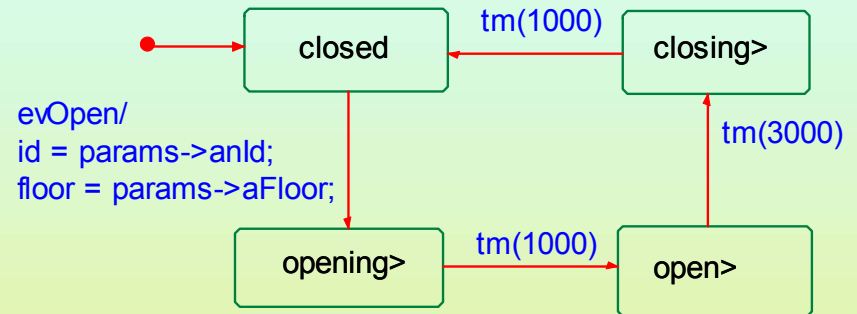 tm(1000)
closed
closing>
evOpen/
id = params->anId;
floor = params->aFloor;
tm(3000)
tm(1000)
opening>
open>